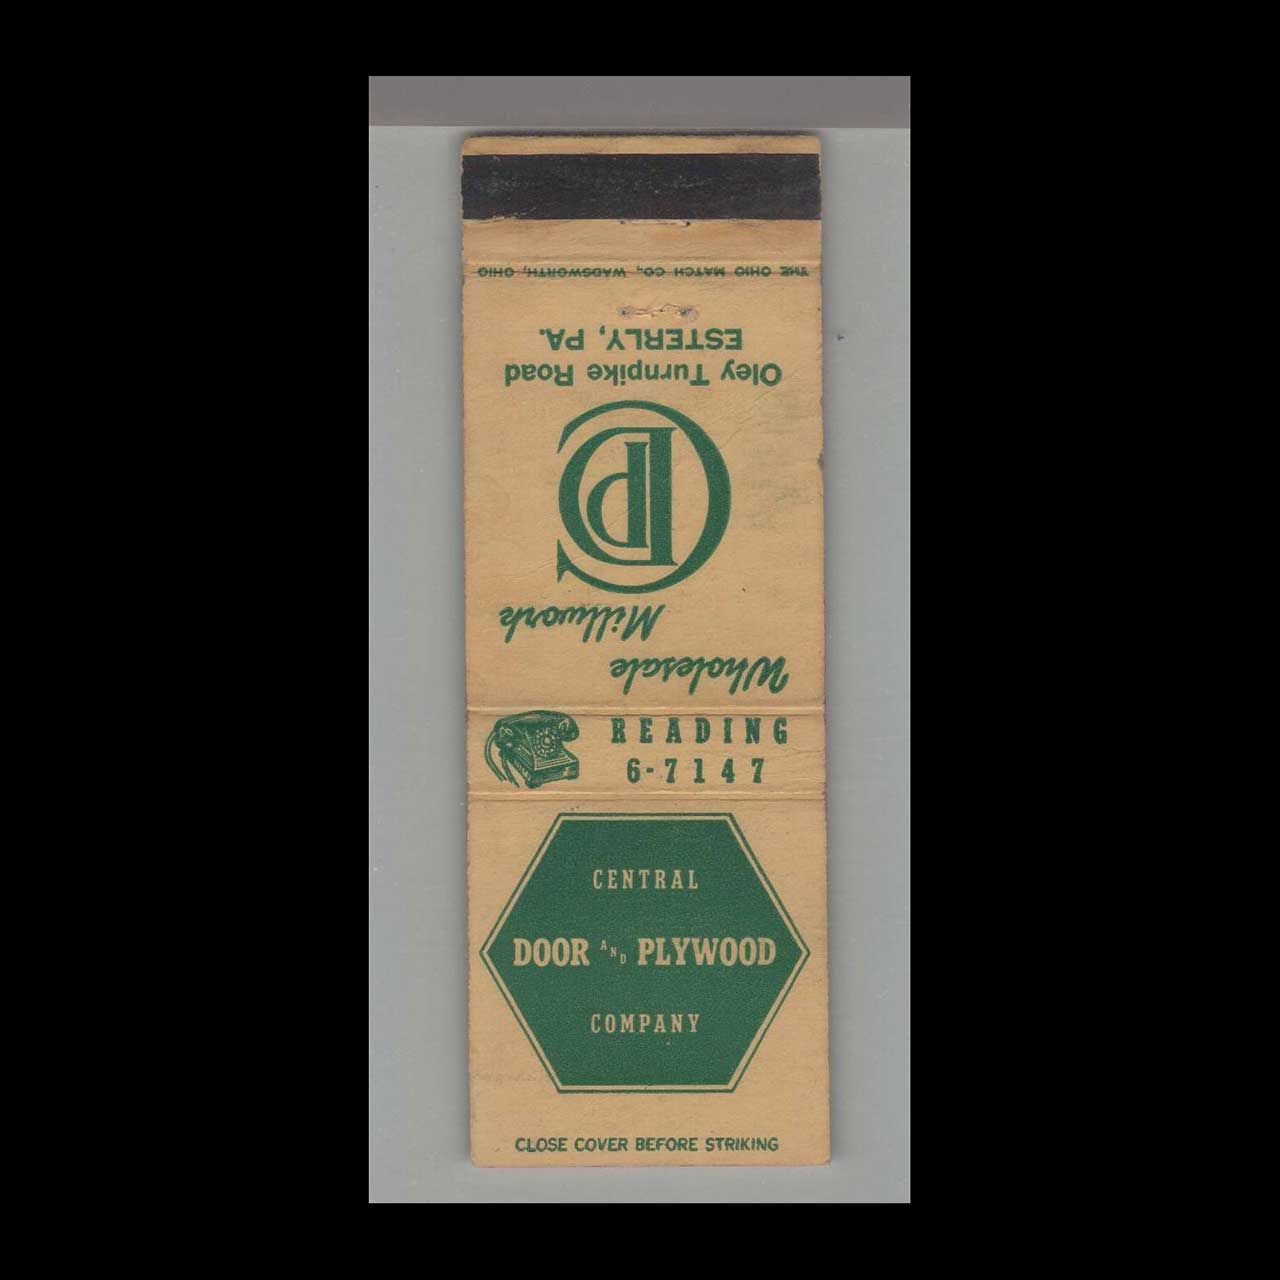 THE OHIO MATCH CO., WADSWORTH, OHIO
ESTERLY, PA.
Oley Turnpike Road
CDP
Millwork
Wholesale
READING
6-7147
CENTRAL
DOOR AND PLYWOOD
COMPANY
CLOSE COVER BEFORE STRIKING